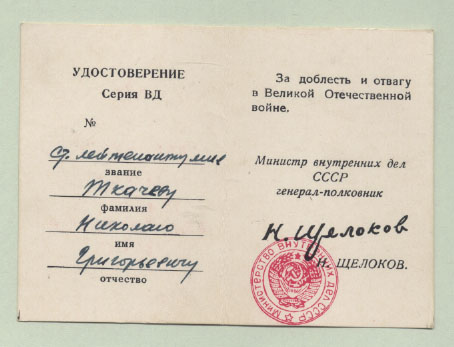 УДОСТОВЕРЕНИЕ
Серия ВД
№
Ст. лейтенанту мил
звание
Ткачеву
фамилия
Николаю
имя
Григорьевичу
отчество
За доблесть и отвагу
в Великой Отечественной
войне.
Министр внутренних дел
СССР
генерал-полковник
Н. Щелоков
Н. ЩЕЛОКОВ.
МИНИСТЕРСТВО ВНУТРЕННИХ ДЕЛ СССР